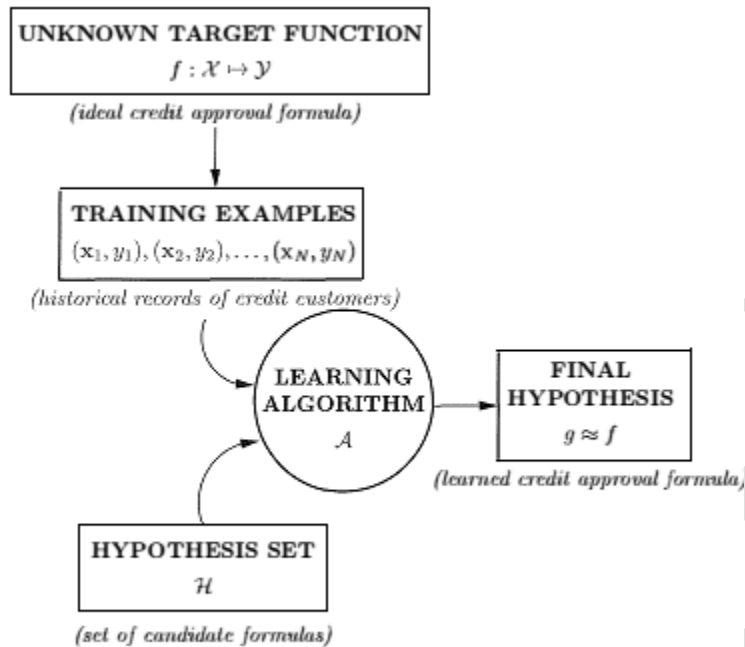 UNKNOWN TARGET FUNCTION
f : 𝒳 ↦ 𝒴
(ideal credit approval formula)
TRAINING EXAMPLES
(x₁, y₁), (x₂, y₂), . . . , (x_N, y_N)
(historical records of credit customers)
LEARNING
ALGORITHM
𝒜
FINAL
HYPOTHESIS
g ≈ f
(learned credit approval formula)
HYPOTHESIS SET
ℋ
(set of candidate formulas)